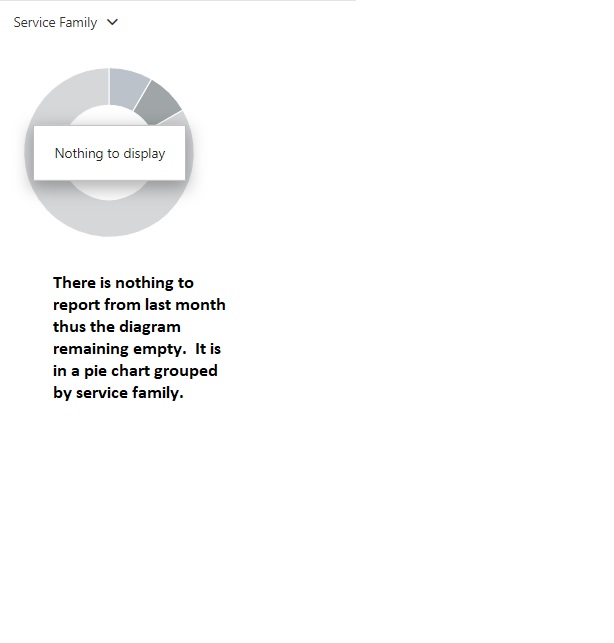 Service Family
Nothing to display
There is nothing to
report from last month
thus the diagram
remaining empty.  It is
in a pie chart grouped
by service family.